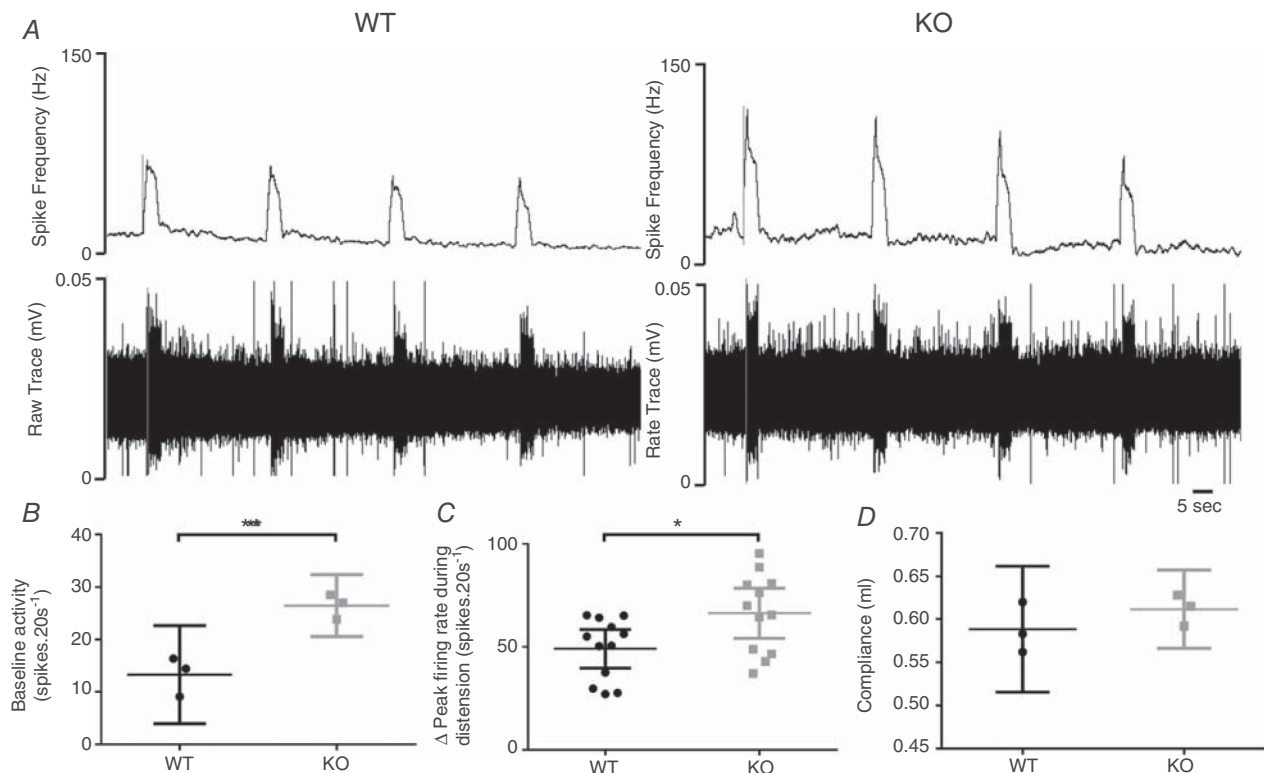 A
WT
KO
150
Spike Frequency (Hz)
0
0.05
Raw Trace (mV)
0
150
Spike Frequency (Hz)
0
0.05
Rate Trace (mV)
0
5 sec
B
***
40
30
20
10
0
Baseline activity
(spikes.20s⁻¹)
WT
KO
C
*
100
50
0
Δ Peak firing rate during
distension (spikes.20s⁻¹)
WT
KO
D
0.70
0.65
0.60
0.55
0.50
0.45
Compliance (ml)
WT
KO